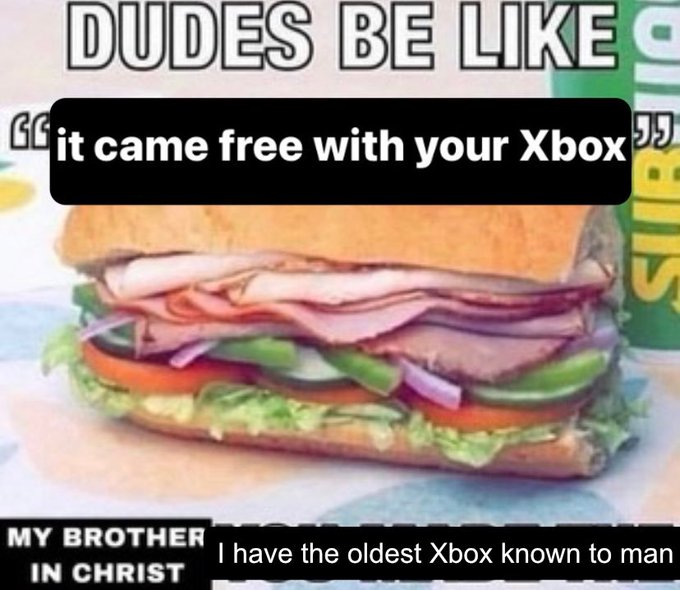 DUDES BE LIKE
“it came free with your Xbox”
MY BROTHER
IN CHRIST
I have the oldest Xbox known to man